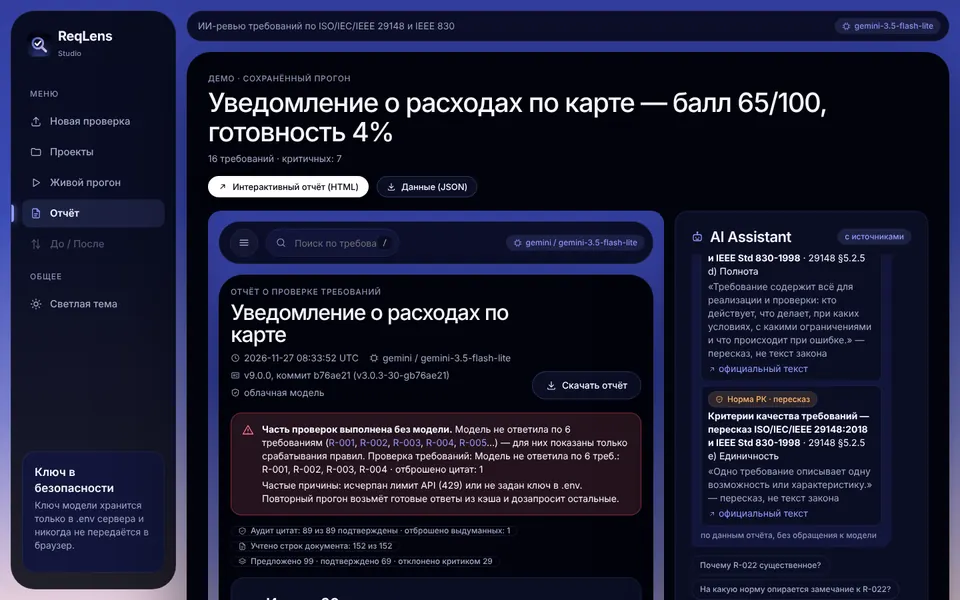 ReqLens
Studio
МЕНЮ
Новая проверка
Проекты
Живой прогон
Отчёт
До / После
ОБЩЕЕ
Светлая тема
Ключ в
безопасности
Ключ модели хранится
только в .env сервера и
никогда не передаётся в
браузер.
ИИ-ревью требований по ISO/IEC/IEEE 29148 и IEEE 830
gemini-3.5-flash-lite
ДЕМО · СОХРАНЁННЫЙ ПРОГОН
Уведомление о расходах по карте — балл 65/100,
готовность 4%
16 требований · критичных: 7
Интерактивный отчёт (HTML)
Данные (JSON)
Поиск по требова /
gemini / gemini-3.5-flash-lite
ОТЧЁТ О ПРОВЕРКЕ ТРЕБОВАНИЙ
Уведомление о расходах по
карте
2026-11-27 08:33:52 UTC gemini / gemini-3.5-flash-lite
v9.0.0, коммит b76ae21 (v3.0.3-30-gb76ae21)
облачная модель
Скачать отчёт
Часть проверок выполнена без модели. Модель не ответила по 6
требованиям (R-001, R-002, R-003, R-004, R-005…) — для них показаны только
срабатывания правил. Проверка требований: Модель не ответила по 6 треб.:
R-001, R-002, R-003, R-004 · отброшено цитат: 1
Частые причины: исчерпан лимит API (429) или не задан ключ в .env.
Повторный прогон возьмёт готовые ответы из кэша и дозапросит остальные.
Аудит цитат: 89 из 89 подтверждены · отброшено выдуманных: 1
Учтено строк документа: 152 из 152
Предложено 99 · подтверждено 69 · отклонено критиком 29
AI Assistant
с источниками
и IEEE Std 830-1998 · 29148 §5.2.5
d) Полнота
«Требование содержит всё для
реализации и проверки: кто
действует, что делает, при каких
условиях, с какими ограничениями
и что происходит при ошибке.» —
пересказ, не текст закона
официальный текст
Норма РК · пересказ
Критерии качества требований —
пересказ ISO/IEC/IEEE 29148:2018
и IEEE Std 830-1998 · 29148 §5.2.5
e) Единичность
«Одно требование описывает одну
возможность или характеристику.»
— пересказ, не текст закона
официальный текст
по данным отчёта, без обращения к модели
Почему R-022 существенное?
На какую норму опирается замечание к R-022?